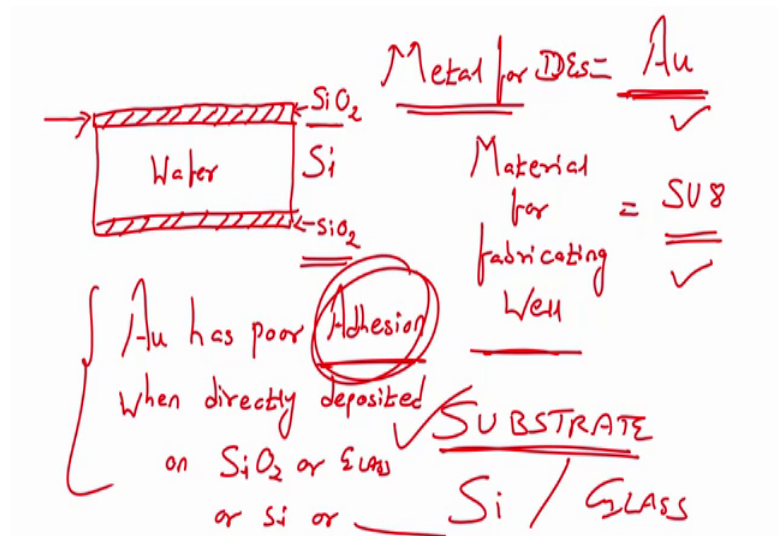 Metal for IDEs = Au
SiO2
Wafer
Si
SiO2
Material
for
fabricating
Well
= SU8
Au has poor Adhesion
when directly deposited
on SiO2 or GLASS
or Si or ___
SUBSTRATE
Si / GLASS